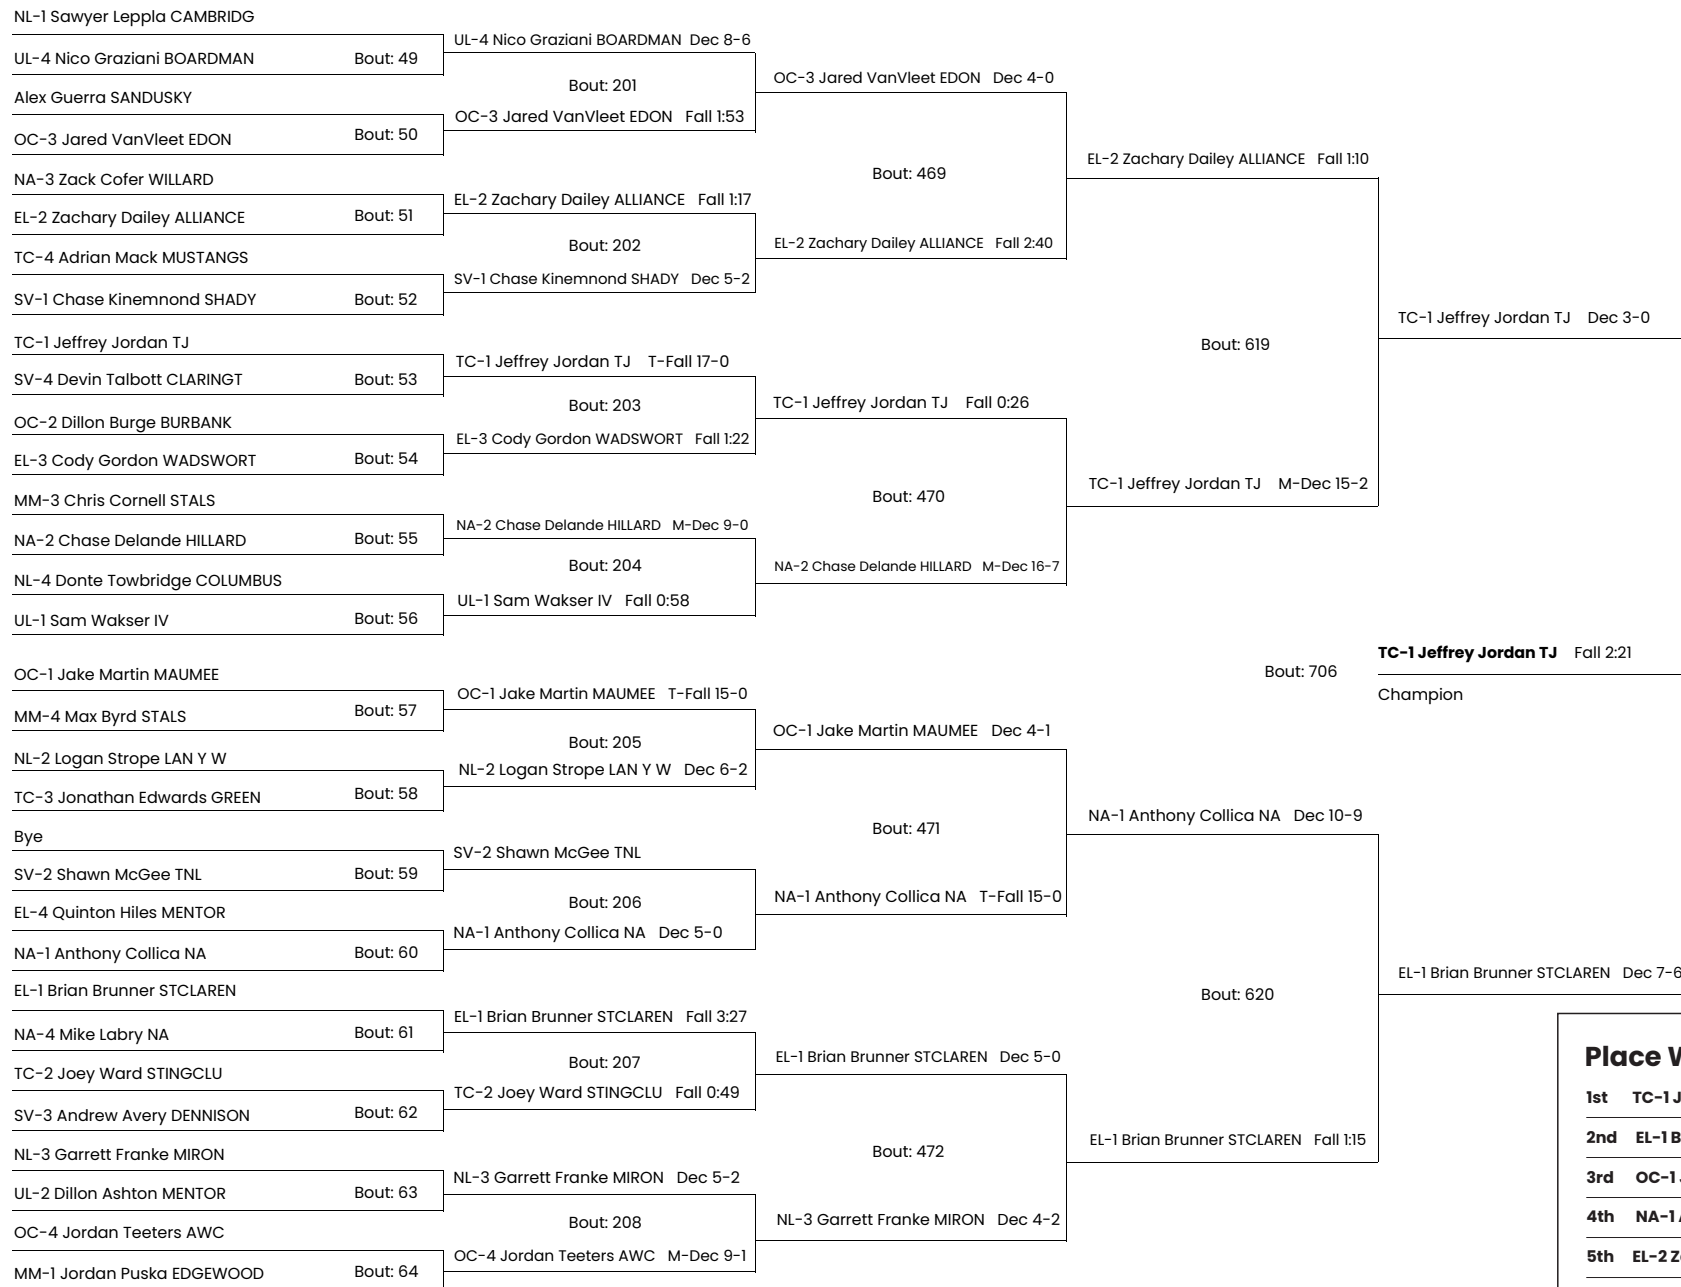 NL-1 Sawyer Leppla CAMBRIDG
UL-4 Nico Graziani BOARDMAN
Bout: 49
Alex Guerra SANDUSKY
OC-3 Jared VanVleet EDON
Bout: 50
NA-3 Zack Cofer WILLARD
EL-2 Zachary Dailey ALLIANCE
Bout: 51
TC-4 Adrian Mack MUSTANGS
SV-1 Chase Kinemnond SHADY
Bout: 52
TC-1 Jeffrey Jordan TJ
SV-4 Devin Talbott CLARINGT
Bout: 53
OC-2 Dillon Burge BURBANK
EL-3 Cody Gordon WADSWORT
Bout: 54
MM-3 Chris Cornell STALS
NA-2 Chase Delande HILLARD
Bout: 55
NL-4 Donte Towbridge COLUMBUS
UL-1 Sam Wakser IV
Bout: 56
OC-1 Jake Martin MAUMEE
MM-4 Max Byrd STALS
Bout: 57
NL-2 Logan Strope LAN Y W
TC-3 Jonathan Edwards GREEN
Bout: 58
Bye
SV-2 Shawn McGee TNL
Bout: 59
EL-4 Quinton Hiles MENTOR
NA-1 Anthony Collica NA
Bout: 60
EL-1 Brian Brunner STCLAREN
NA-4 Mike Labry NA
Bout: 61
TC-2 Joey Ward STINGCLU
SV-3 Andrew Avery DENNISON
Bout: 62
NL-3 Garrett Franke MIRON
UL-2 Dillon Ashton MENTOR
Bout: 63
OC-4 Jordan Teeters AWC
MM-1 Jordan Puska EDGEWOOD
Bout: 64
UL-4 Nico Graziani BOARDMAN Dec 8-6
Bout: 201
OC-3 Jared VanVleet EDON Fall 1:53
EL-2 Zachary Dailey ALLIANCE Fall 1:17
Bout: 202
SV-1 Chase Kinemnond SHADY Dec 5-2
TC-1 Jeffrey Jordan TJ T-Fall 17-0
Bout: 203
EL-3 Cody Gordon WADSWORT Fall 1:22
NA-2 Chase Delande HILLARD M-Dec 9-0
Bout: 204
UL-1 Sam Wakser IV Fall 0:58
OC-1 Jake Martin MAUMEE T-Fall 15-0
Bout: 205
NL-2 Logan Strope LAN Y W Dec 6-2
SV-2 Shawn McGee TNL
Bout: 206
NA-1 Anthony Collica NA Dec 5-0
EL-1 Brian Brunner STCLAREN Fall 3:27
Bout: 207
TC-2 Joey Ward STINGCLU Fall 0:49
NL-3 Garrett Franke MIRON Dec 5-2
Bout: 208
OC-4 Jordan Teeters AWC M-Dec 9-1
OC-3 Jared VanVleet EDON Dec 4-0
Bout: 469
EL-2 Zachary Dailey ALLIANCE Fall 2:40
TC-1 Jeffrey Jordan TJ Fall 0:26
Bout: 470
NA-2 Chase Delande HILLARD M-Dec 16-7
OC-1 Jake Martin MAUMEE Dec 4-1
Bout: 471
NA-1 Anthony Collica NA T-Fall 15-0
EL-1 Brian Brunner STCLAREN Dec 5-0
Bout: 472
NL-3 Garrett Franke MIRON Dec 4-2
EL-2 Zachary Dailey ALLIANCE Fall 1:10
Bout: 619
TC-1 Jeffrey Jordan TJ M-Dec 15-2
NA-1 Anthony Collica NA Dec 10-9
Bout: 620
EL-1 Brian Brunner STCLAREN Fall 1:15
TC-1 Jeffrey Jordan TJ Dec 3-0
Bout: 706
TC-1 Jeffrey Jordan TJ Fall 2:21
Champion
EL-1 Brian Brunner STCLAREN Dec 7-6
Place W
1st TC-1 J
2nd EL-1 B
3rd OC-1
4th NA-1
5th EL-2 Z